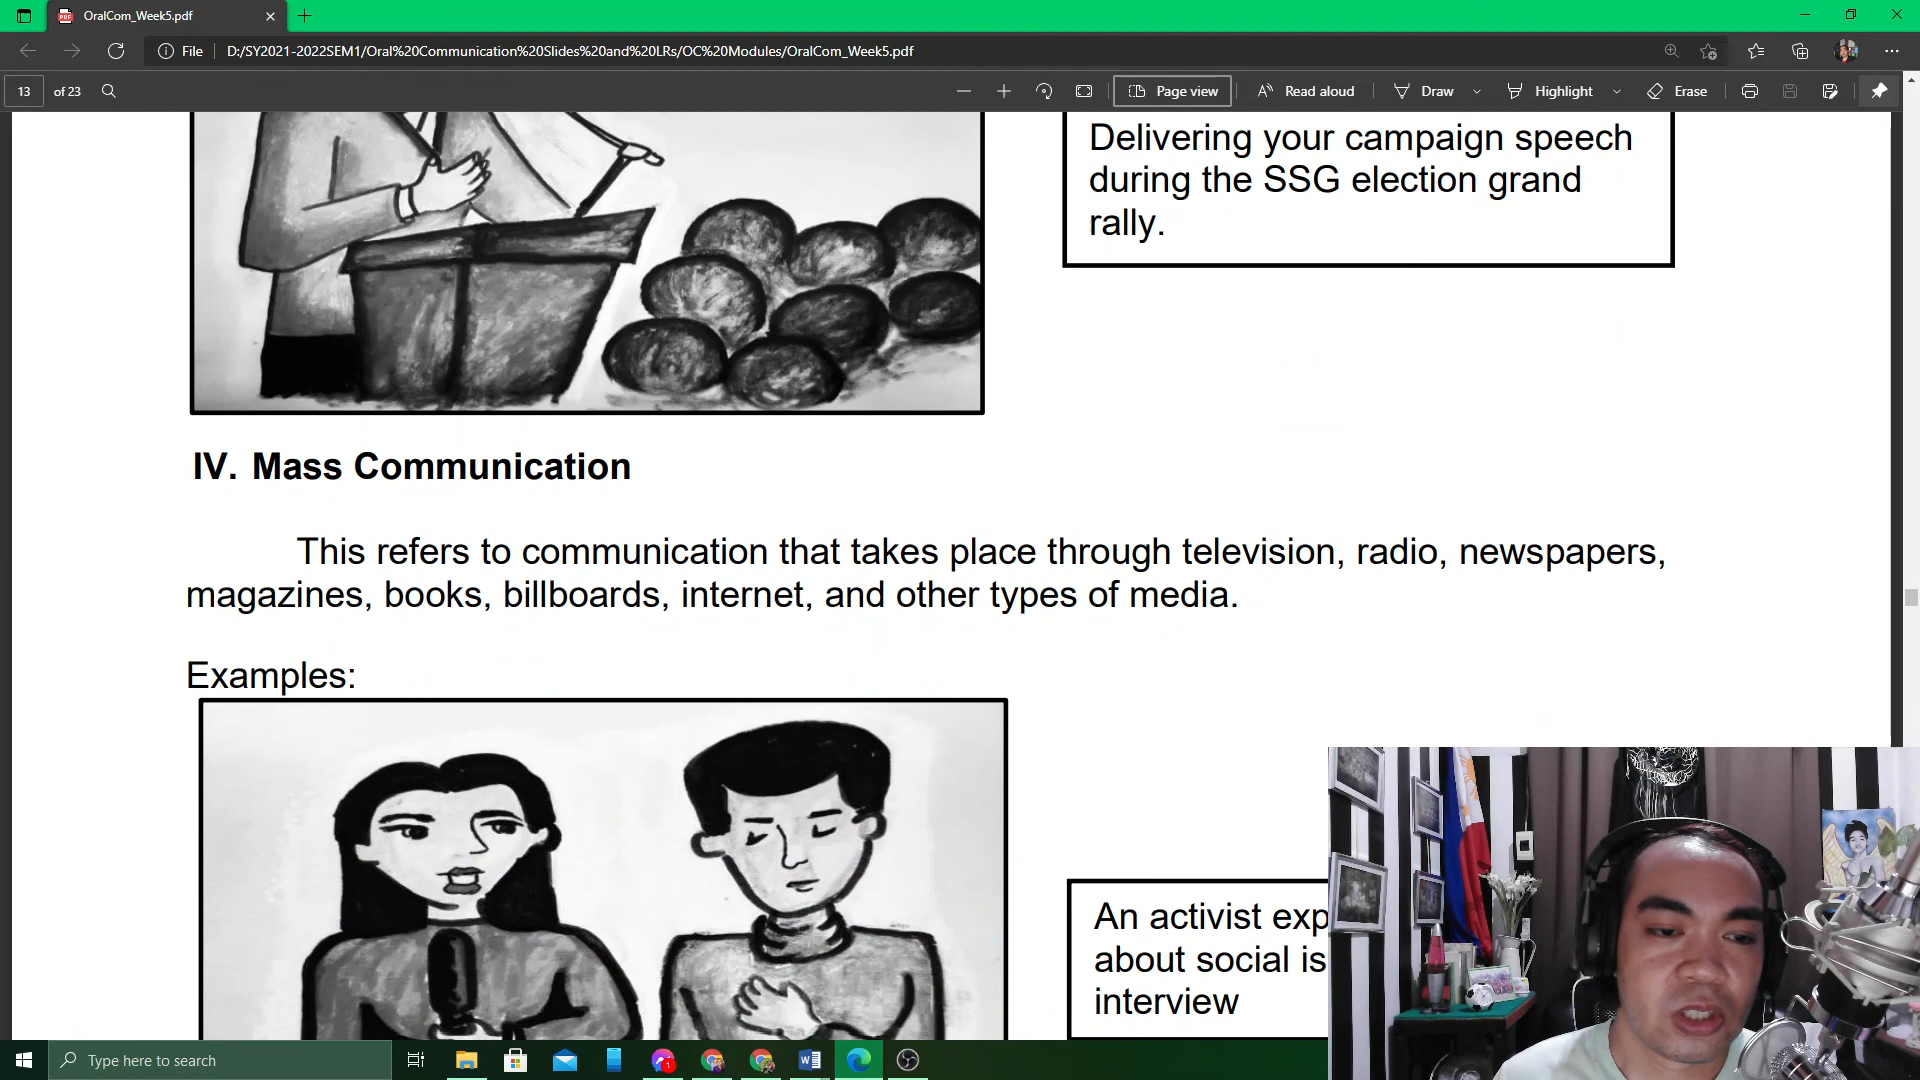 OralCom_Week5.pdf
File D:/SY2021-2022SEM1/Oral%20Communication%20Slides%20and%20LRs/OC%20Modules/OralCom_Week5.pdf
13 of 23 Page view Read aloud Draw Highlight Erase
Delivering your campaign speech
during the SSG election grand
rally.
IV. Mass Communication
This refers to communication that takes place through television, radio, newspapers,
magazines, books, billboards, internet, and other types of media.
Examples:
An activist exp
about social is
interview
Type here to search
1